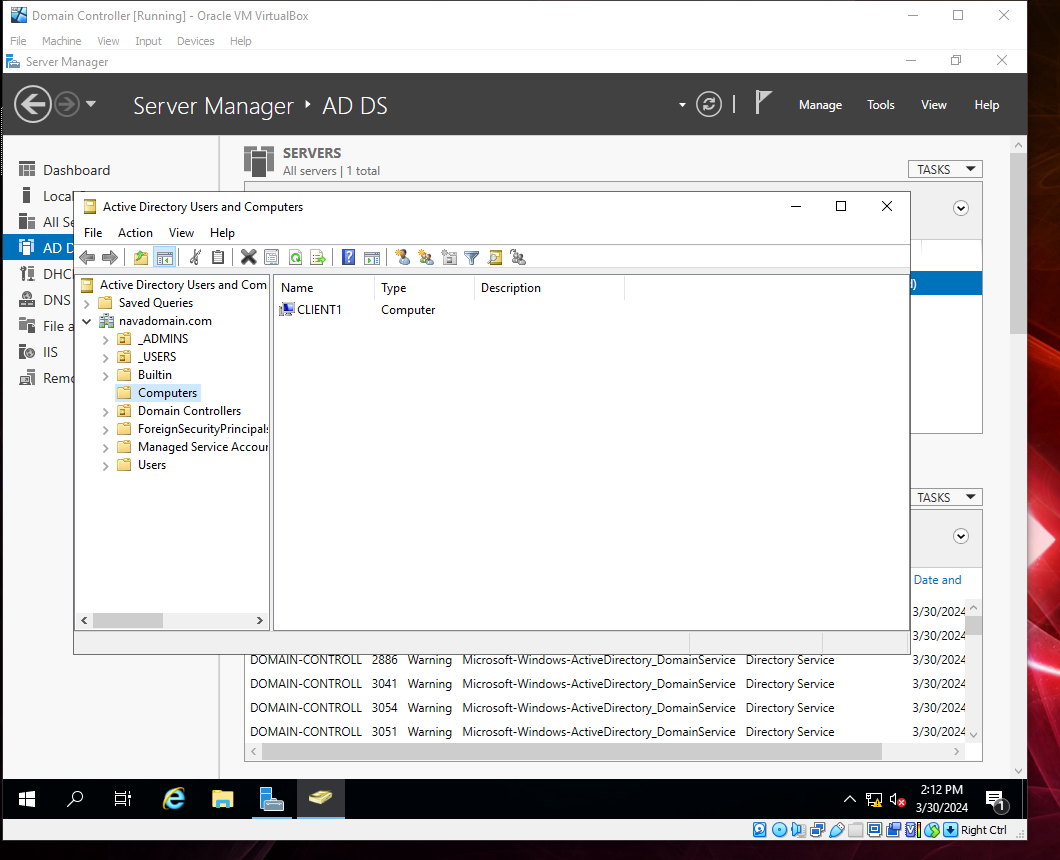 Domain Controller [Running] - Oracle VM VirtualBox
File Machine View Input Devices Help
Server Manager
Server Manager AD DS
Manage Tools View Help
Dashboard
Local
All Se
AD D
DHC
DNS
File a
IIS
Remo
SERVERS
All servers | 1 total
TASKS
Active Directory Users and Computers
File Action View Help
Active Directory Users and Com
Saved Queries
navadomain.com
_ADMINS
_USERS
Builtin
Computers
Domain Controllers
ForeignSecurityPrincipals
Managed Service Accour
Users
Name Type Description
CLIENT1 Computer
TASKS
Date and
3/30/2024
3/30/2024
DOMAIN-CONTROLL 2886 Warning Microsoft-Windows-ActiveDirectory_DomainService Directory Service 3/30/2024
DOMAIN-CONTROLL 3041 Warning Microsoft-Windows-ActiveDirectory_DomainService Directory Service 3/30/2024
DOMAIN-CONTROLL 3054 Warning Microsoft-Windows-ActiveDirectory_DomainService Directory Service 3/30/2024
DOMAIN-CONTROLL 3051 Warning Microsoft-Windows-ActiveDirectory_DomainService Directory Service 3/30/2024
2:12 PM
3/30/2024
1
Right Ctrl